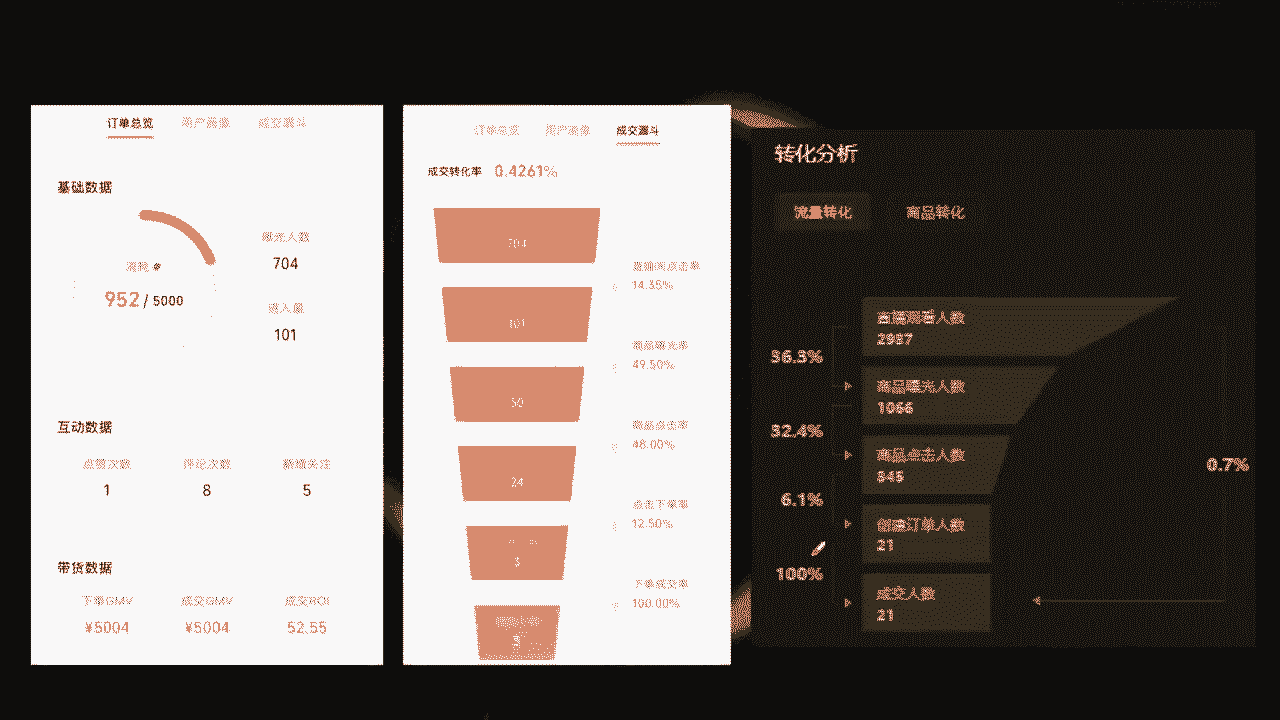 订单总览 用户画像 成交漏斗
基础数据
消耗
952 / 5000
曝光人数
704
进入量
101
互动数据
点赞次数 评论次数 新增关注
1 8 5
带货数据
下单GMV 成交GMV 成交ROI
¥5004 ¥5004 52.55
订单总览 用户画像 成交漏斗
成交转化率 0.4261%
704
直播间点击率
14.35%
101
商品曝光率
49.50%
50
商品点击率
48.00%
24
点击下单率
12.50%
3
下单成交率
100.00%
3
转化分析
流量转化 商品转化
直播间看人数
2937
36.3%
商品曝光人数
1066
32.4%
商品点击人数
345
0.7%
6.1%
创建订单人数
21
100%
成交人数
21